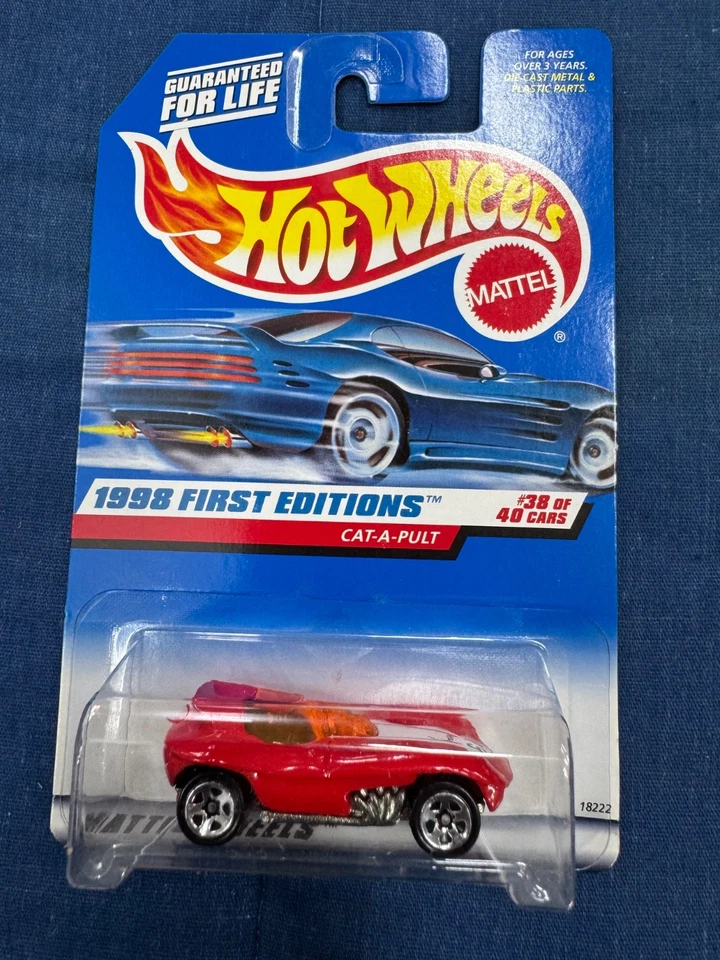 GUARANTEED
FOR LIFE
FOR AGES
OVER 3 YEARS.
DIE-CAST METAL &
PLASTIC PARTS.
HOT WHEELS
MATTEL
®
1998 FIRST EDITIONS™
#38 OF
40 CARS
CAT-A-PULT
18222
WHEELS